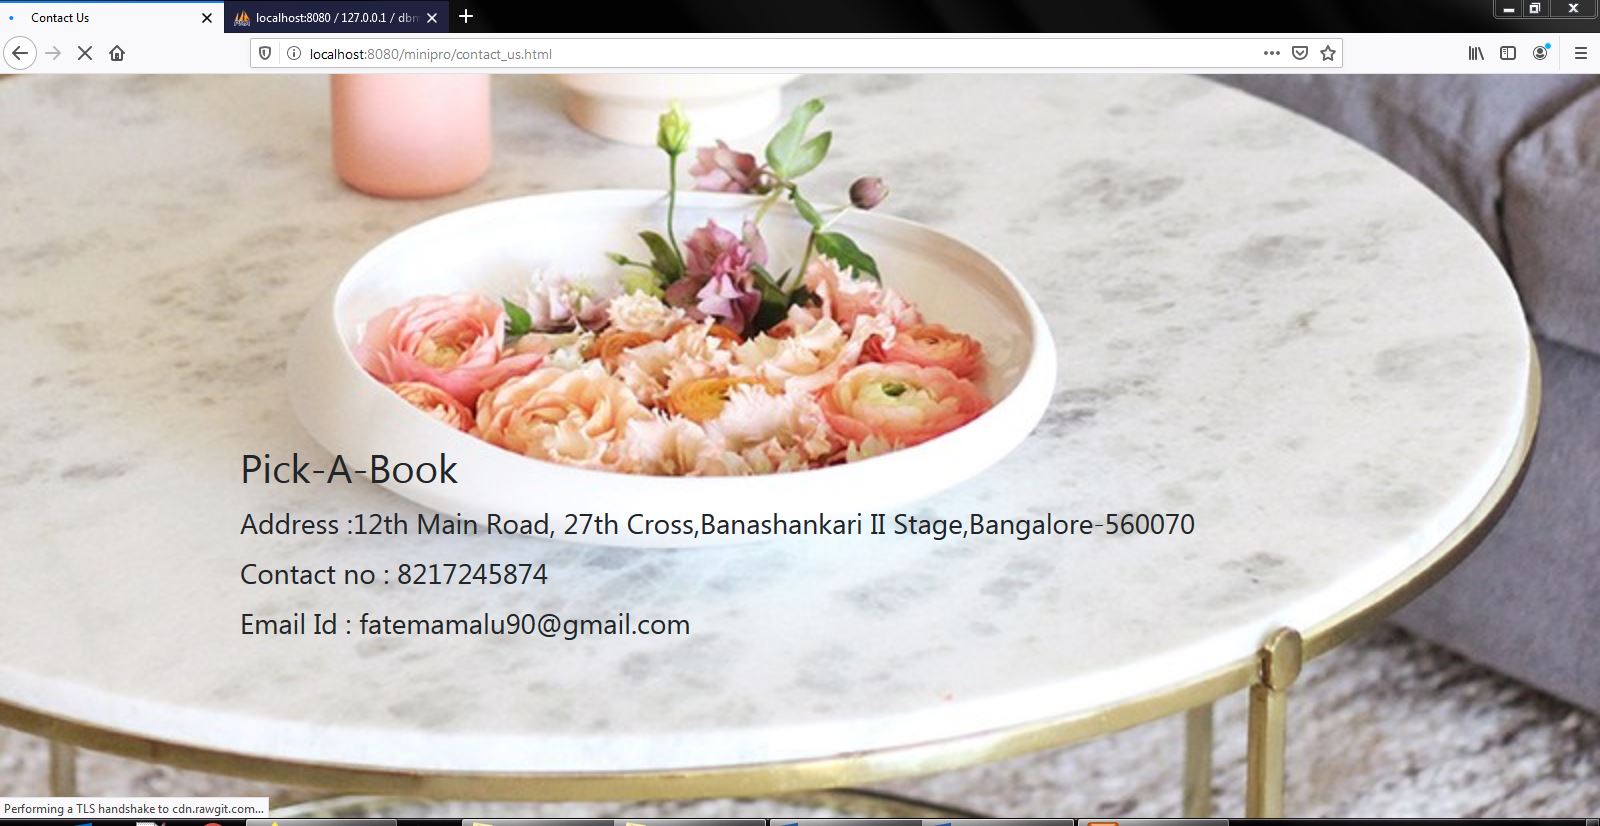 Contact Us
localhost:8080 / 127.0.0.1 / dbm
localhost:8080/minipro/contact_us.html
Pick-A-Book
Address :12th Main Road, 27th Cross,Banashankari II Stage,Bangalore-560070
Contact no : 8217245874
Email Id : fatemamalu90@gmail.com
Performing a TLS handshake to cdn.rawgit.com...